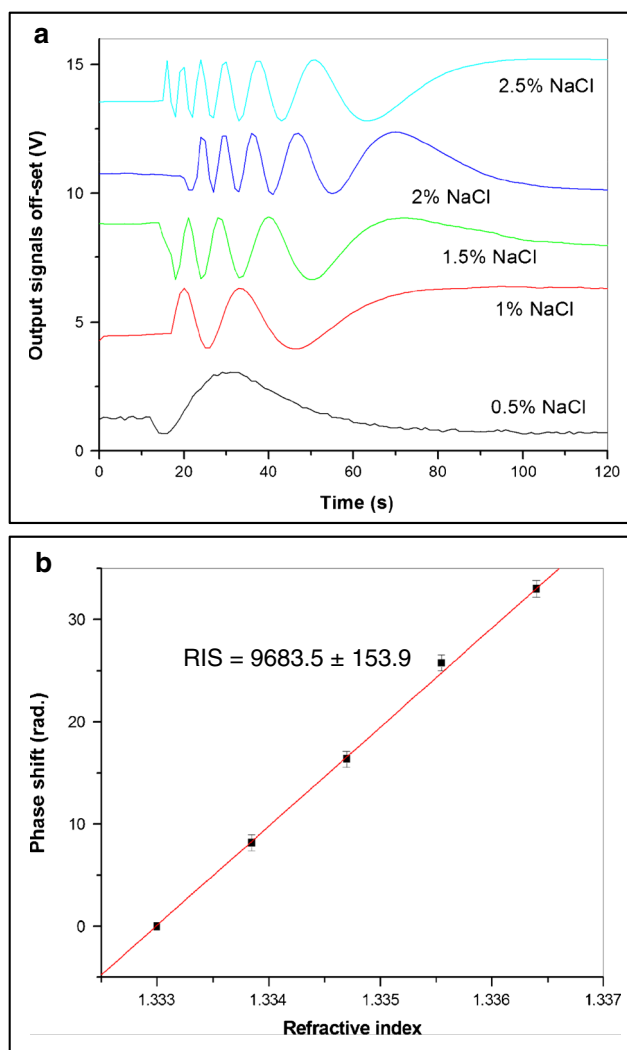 a
15
2.5% NaCl
10
2% NaCl
1.5% NaCl
5
1% NaCl
0.5% NaCl
0
0 20 40 60 80 100 120
Output signals off-set (V)
Time (s)
b
30
RIS = 9683.5 ± 153.9
20
10
0
Phase shift (rad.)
1.333 1.334 1.335 1.336 1.337
Refractive index